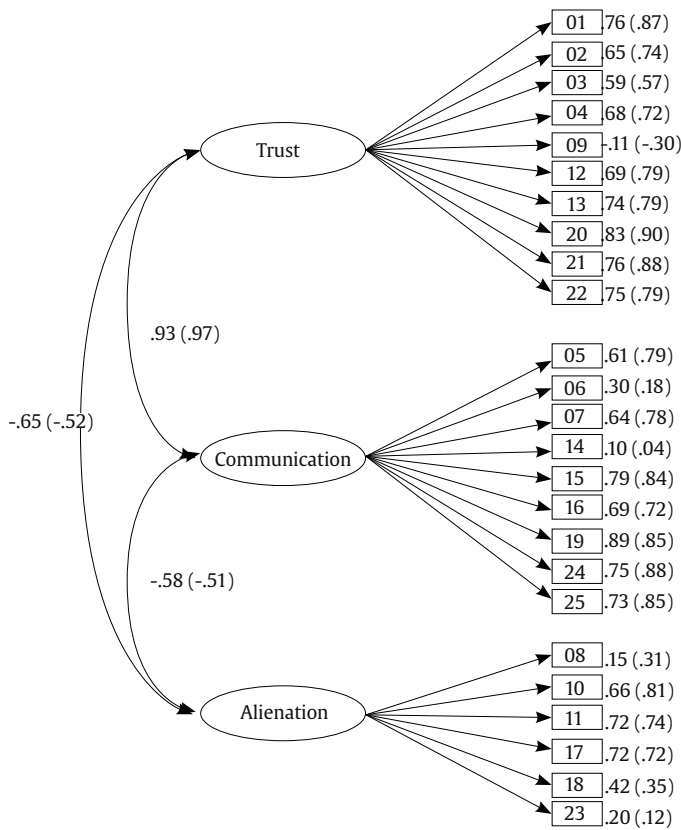 01 .76 (.87)
02 .65 (.74)
03 .59 (.57)
04 .68 (.72)
Trust
09 -.11 (-.30)
12 .69 (.79)
13 .74 (.79)
20 .83 (.90)
21 .76 (.88)
22 .75 (.79)
.93 (.97)
05 .61 (.79)
06 .30 (.18)
07 .64 (.78)
-.65 (-.52)
14 .10 (.04)
Communication
15 .79 (.84)
16 .69 (.72)
19 .89 (.85)
24 .75 (.88)
-.58 (-.51)
25 .73 (.85)
08 .15 (.31)
10 .66 (.81)
Alienation
11 .72 (.74)
17 .72 (.72)
18 .42 (.35)
23 .20 (.12)